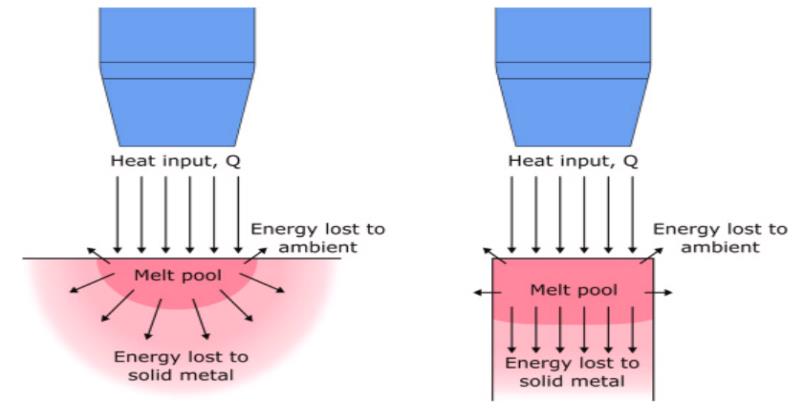 Heat input, Q
Energy lost to
ambient
Melt pool
Energy lost to
solid metal
Heat input, Q
Energy lost to
ambient
Melt pool
Energy lost to
solid metal